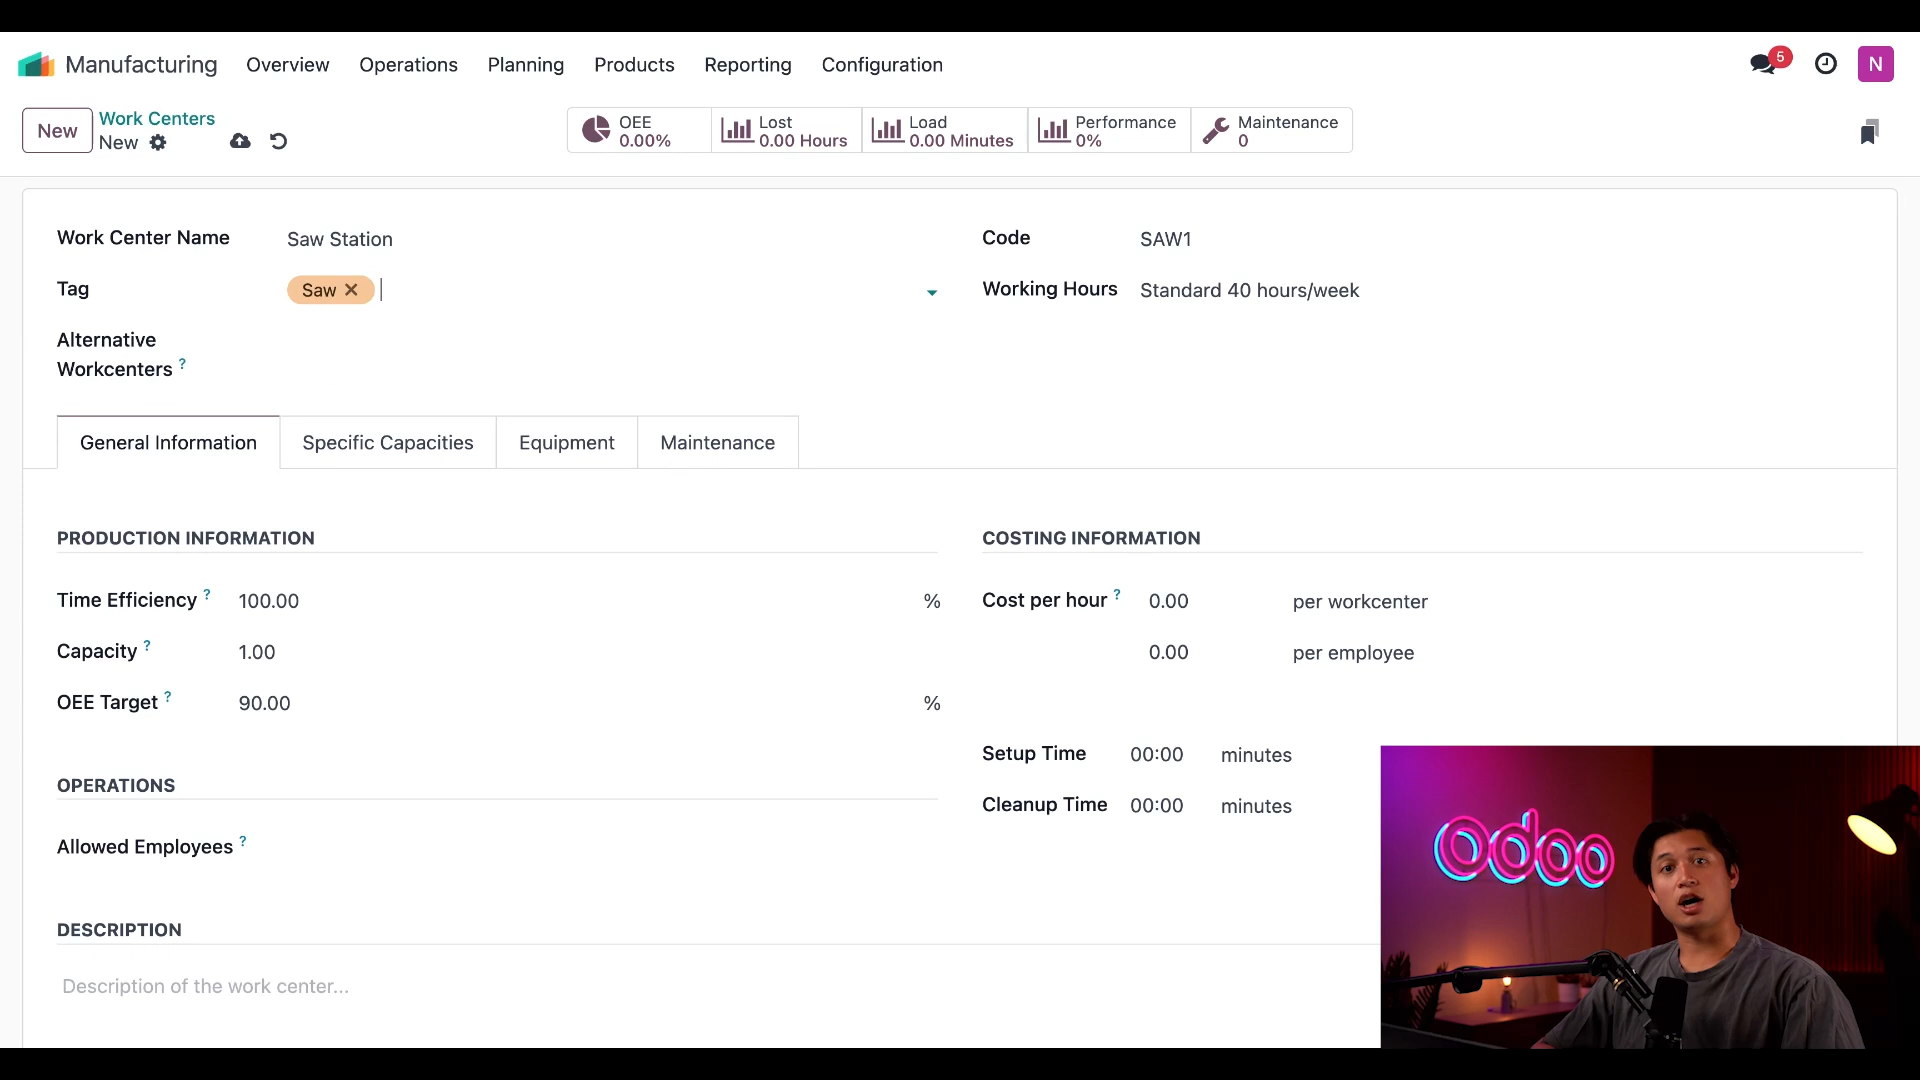 Manufacturing Overview Operations Planning Products Reporting Configuration 5 N
New Work Centers
New
OEE
0.00%
Lost
0.00 Hours
Load
0.00 Minutes
Performance
0%
Maintenance
0
Work Center Name Saw Station
Code SAW1
Tag Saw
Working Hours Standard 40 hours/week
Alternative
Workcenters ?
General Information Specific Capacities Equipment Maintenance
PRODUCTION INFORMATION
Time Efficiency ? 100.00 %
Capacity ? 1.00
OEE Target ? 90.00 %
COSTING INFORMATION
Cost per hour ? 0.00 per workcenter
0.00 per employee
Setup Time 00:00 minutes
Cleanup Time 00:00 minutes
OPERATIONS
Allowed Employees ?
DESCRIPTION
Description of the work center...
odoo